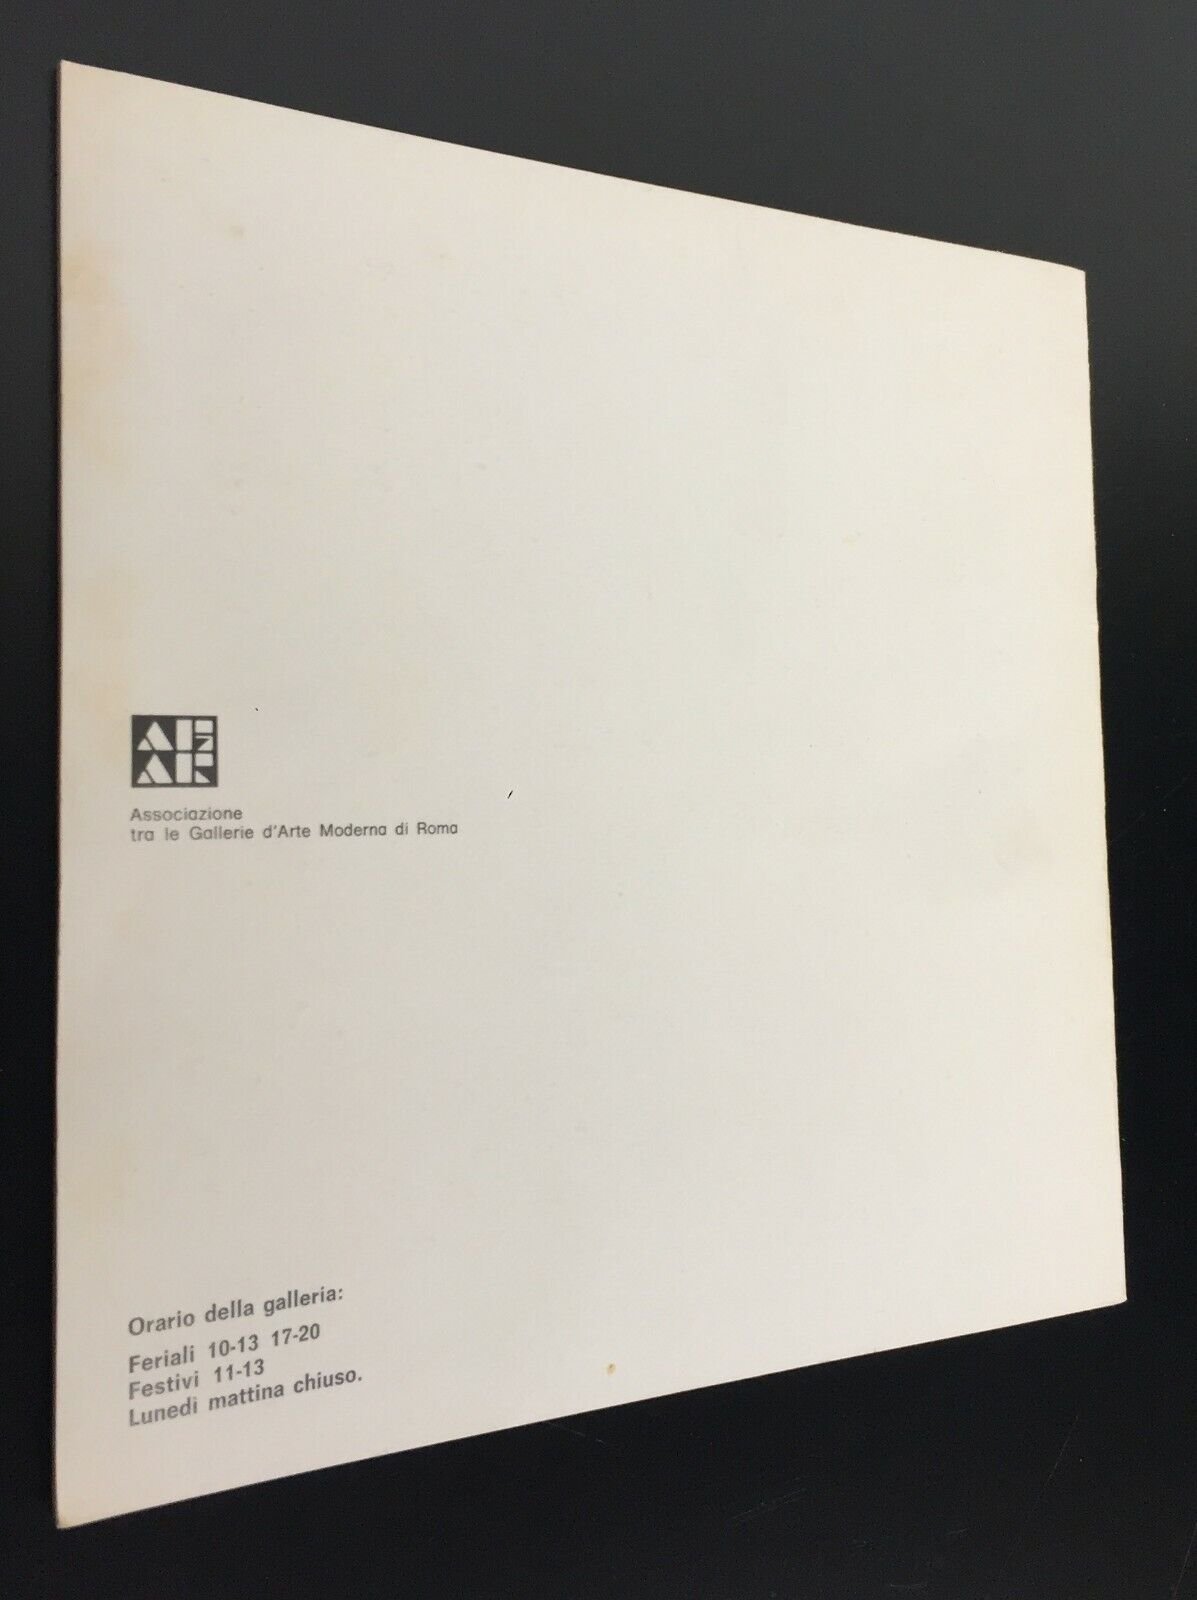 Associazione
tra le Gallerie d'Arte Moderna di Roma
Orario della galleria:
Feriali 10-13 17-20
Festivi 11-13
Lunedi mattina chiuso.